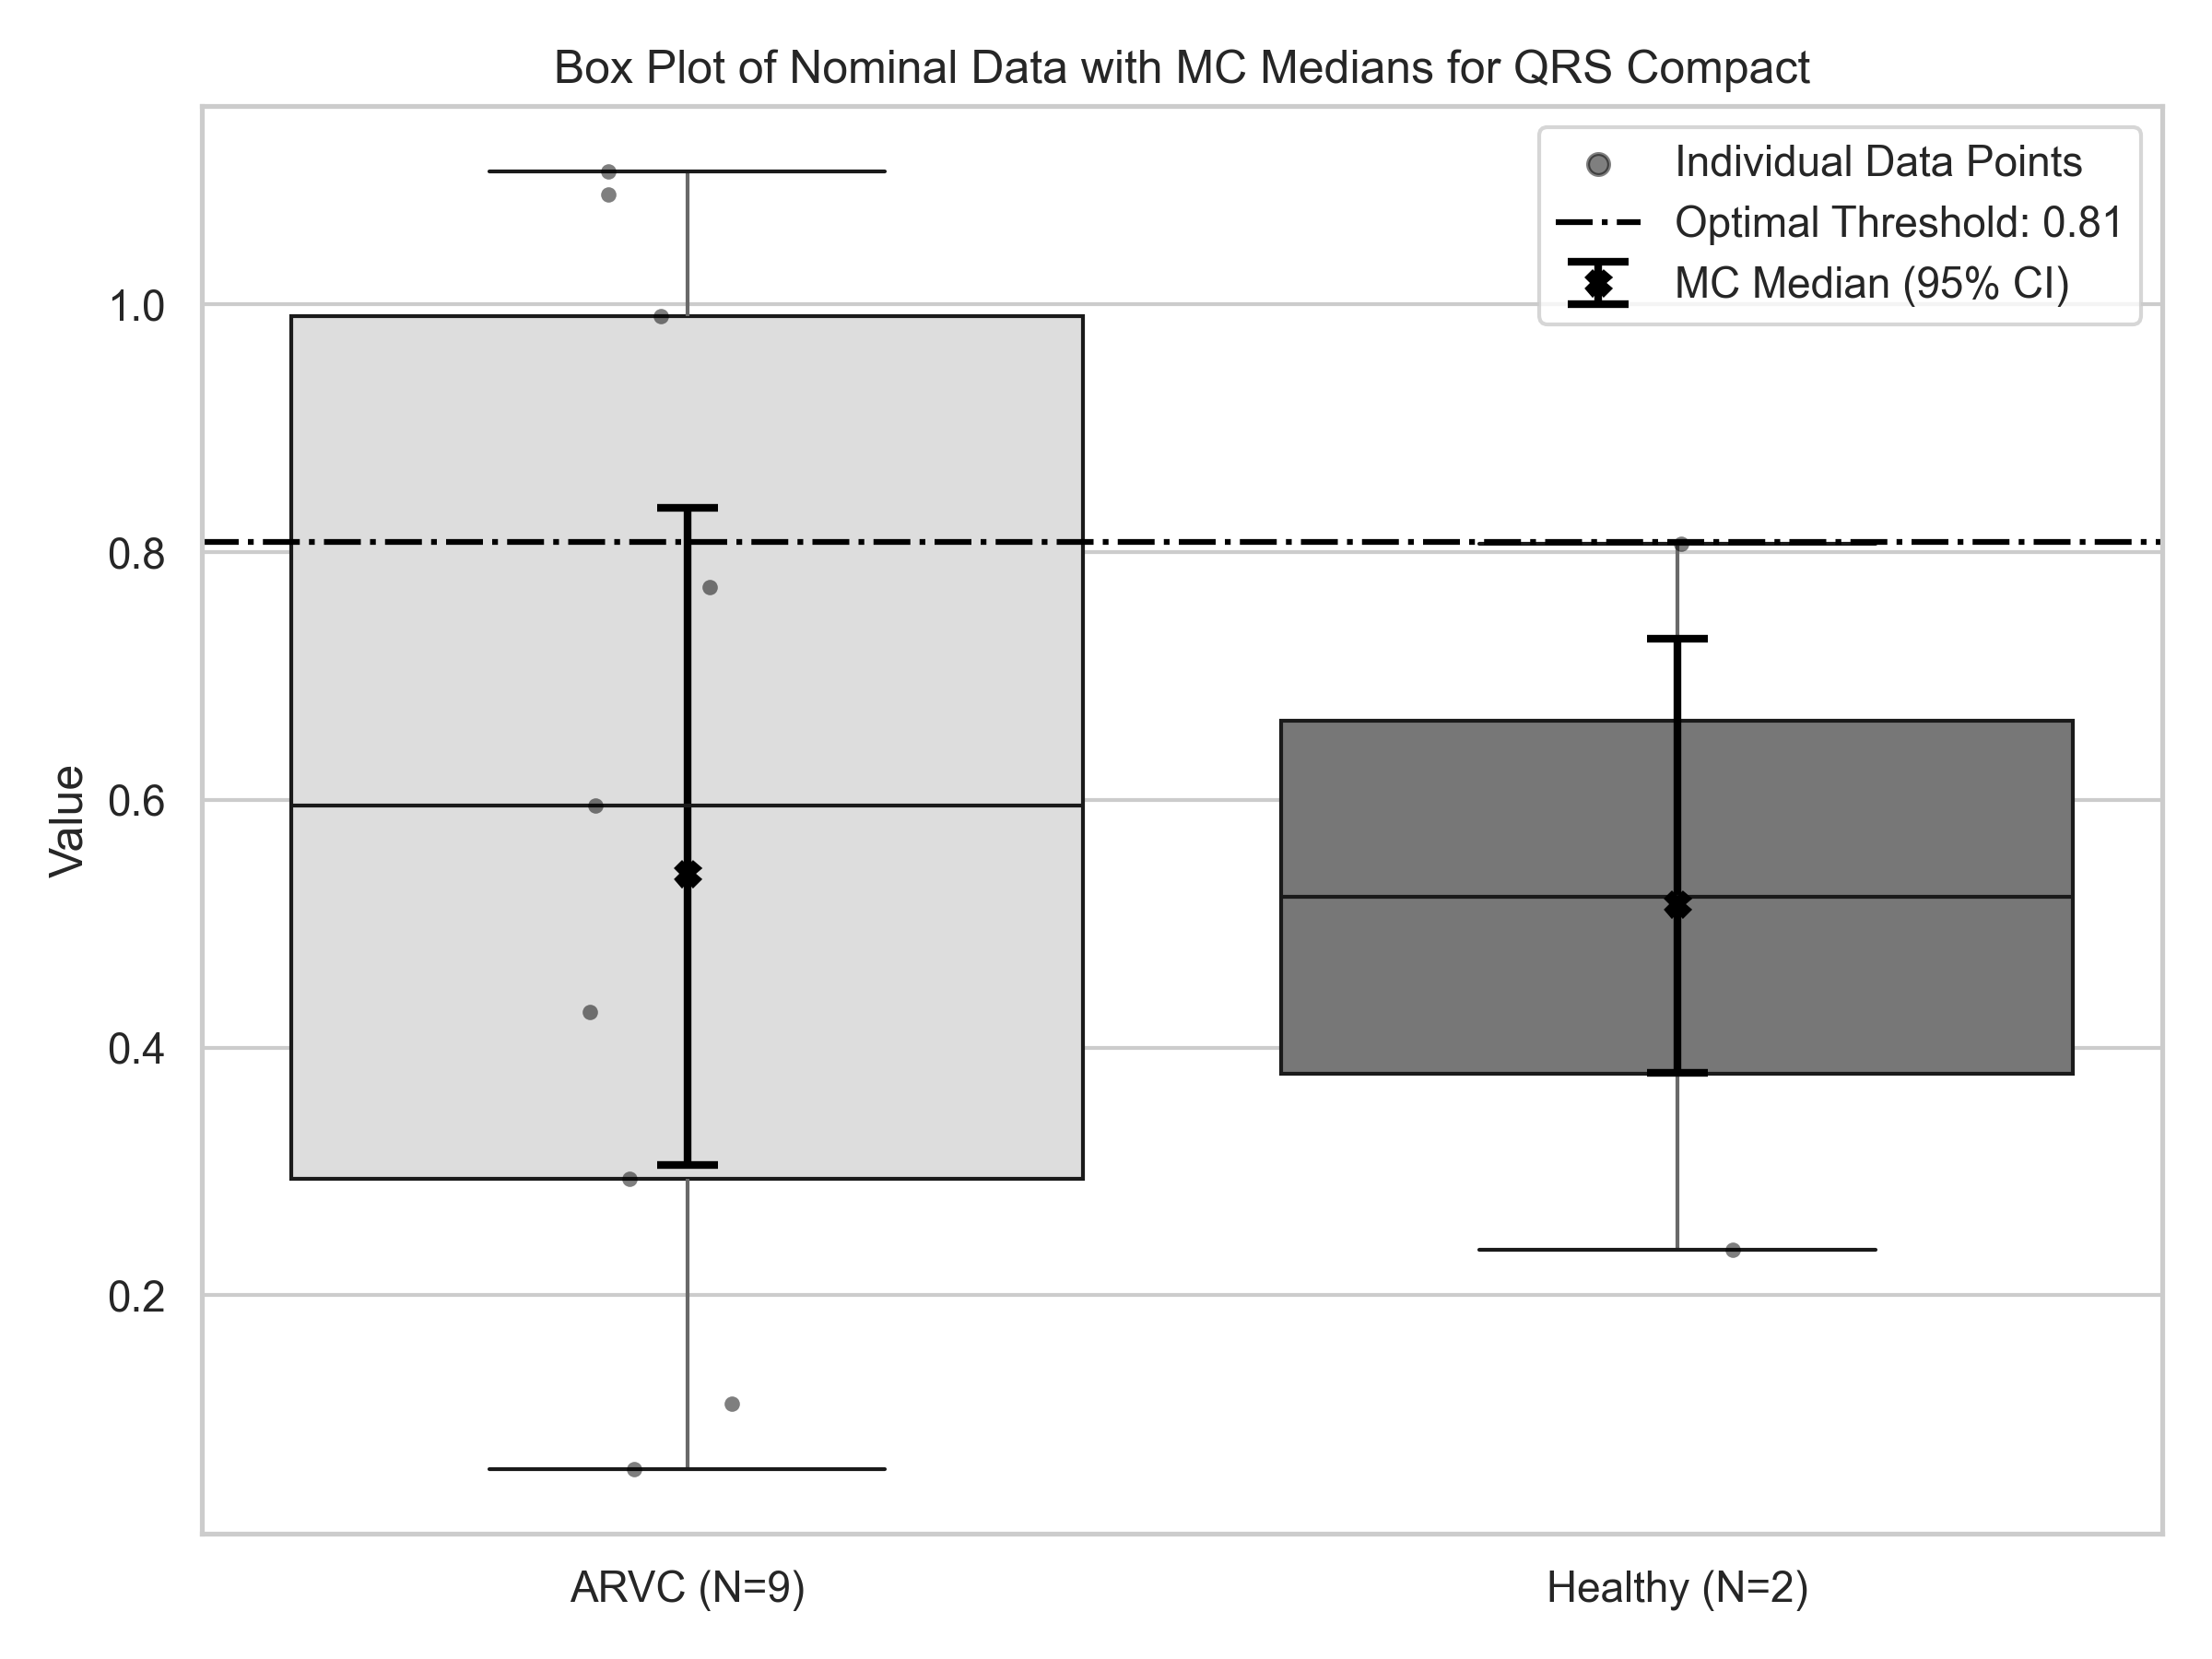 Box Plot of Nominal Data with MC Medians for QRS Compact
Individual Data Points
Optimal Threshold: 0.81
MC Median (95% CI)
Value
1.0
0.8
0.6
0.4
0.2
ARVC (N=9)
Healthy (N=2)